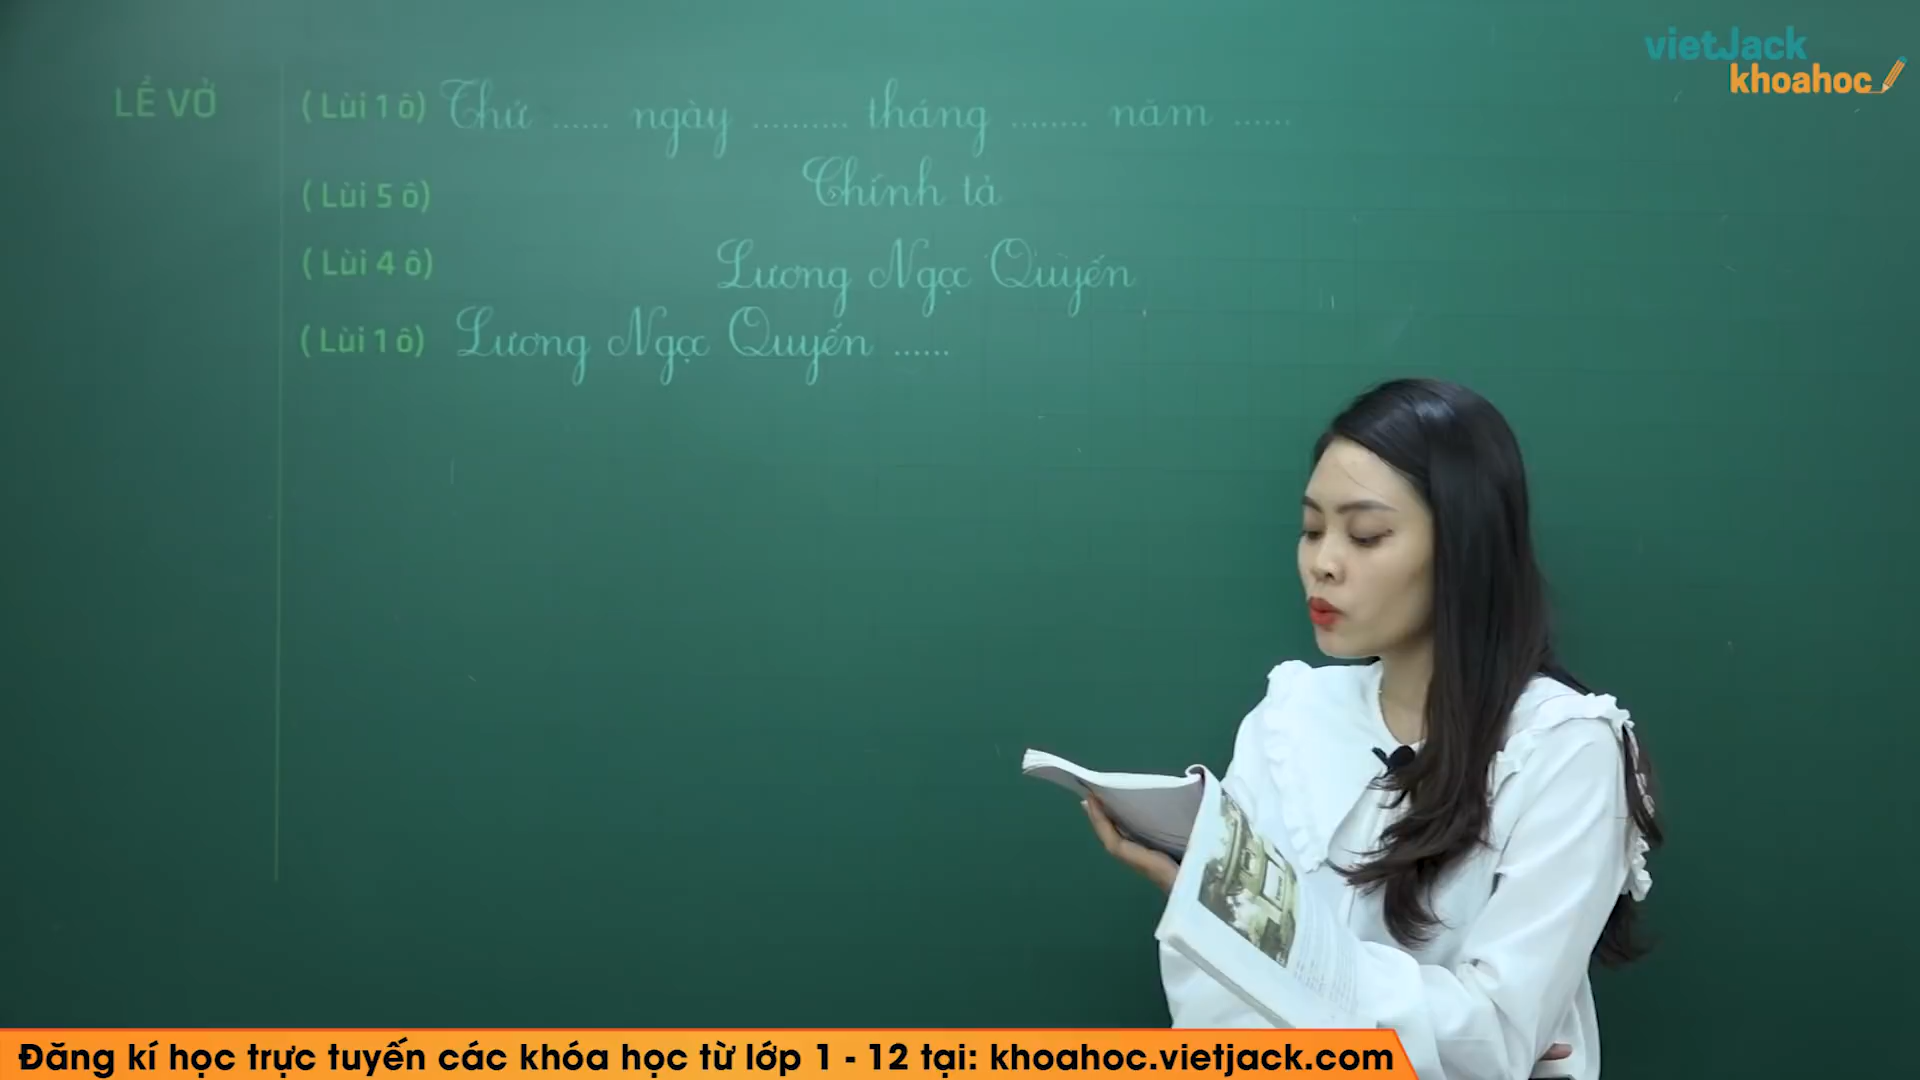 vietJack
khoahoc
LỀ VỞ
( Lùi 1 ô) Thứ ...... ngày .......... tháng ........ năm ......
( Lùi 5 ô) Chính tả
( Lùi 4 ô) Lương Ngọc Quyến
( Lùi 1 ô) Lương Ngọc Quyến ......
Đăng kí học trực tuyến các khóa học từ lớp 1 - 12 tại: khoahoc.vietjack.com